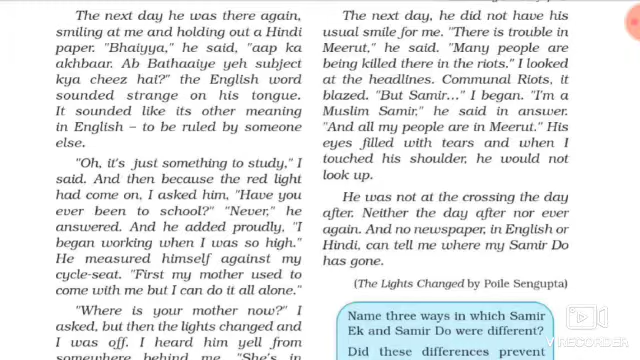 The next day he was there again,
smiling at me and holding out a Hindi
paper. "Bhaiyya," he said, "aap ka
akhbaar. Ab Bathaaiye yeh subject
kya cheez hai?" the English word
sounded strange on his tongue.
It sounded like its other meaning
in English – to be ruled by someone
else.
"Oh, it's just something to study," I
said. And then because the red light
had come on, I asked him, "Have you
ever been to school?" "Never," he
answered. And he added proudly, "I
began working when I was so high."
He measured himself against my
cycle-seat. "First my mother used to
come with me but I can do it all alone."
"Where is your mother now?" I
asked, but then the lights changed and
I was off. I heard him yell from
somewhere behind me, "She's in
The next day, he did not have his
usual smile for me. "There is trouble in
Meerut," he said. "Many people are
being killed there in the riots." I looked
at the headlines. Communal Riots, it
blazed. "But Samir..." I began. "I'm a
Muslim Samir," he said in answer.
"And all my people are in Meerut." His
eyes filled with tears and when I
touched his shoulder, he would not
look up.
He was not at the crossing the day
after. Neither the day after nor ever
again. And no newspaper, in English or
Hindi, can tell me where my Samir Do
has gone.
(The Lights Changed by Poile Sengupta)
Name three ways in which Samir
Ek and Samir Do were different?
Did these differences prevent
VIVORECORDER